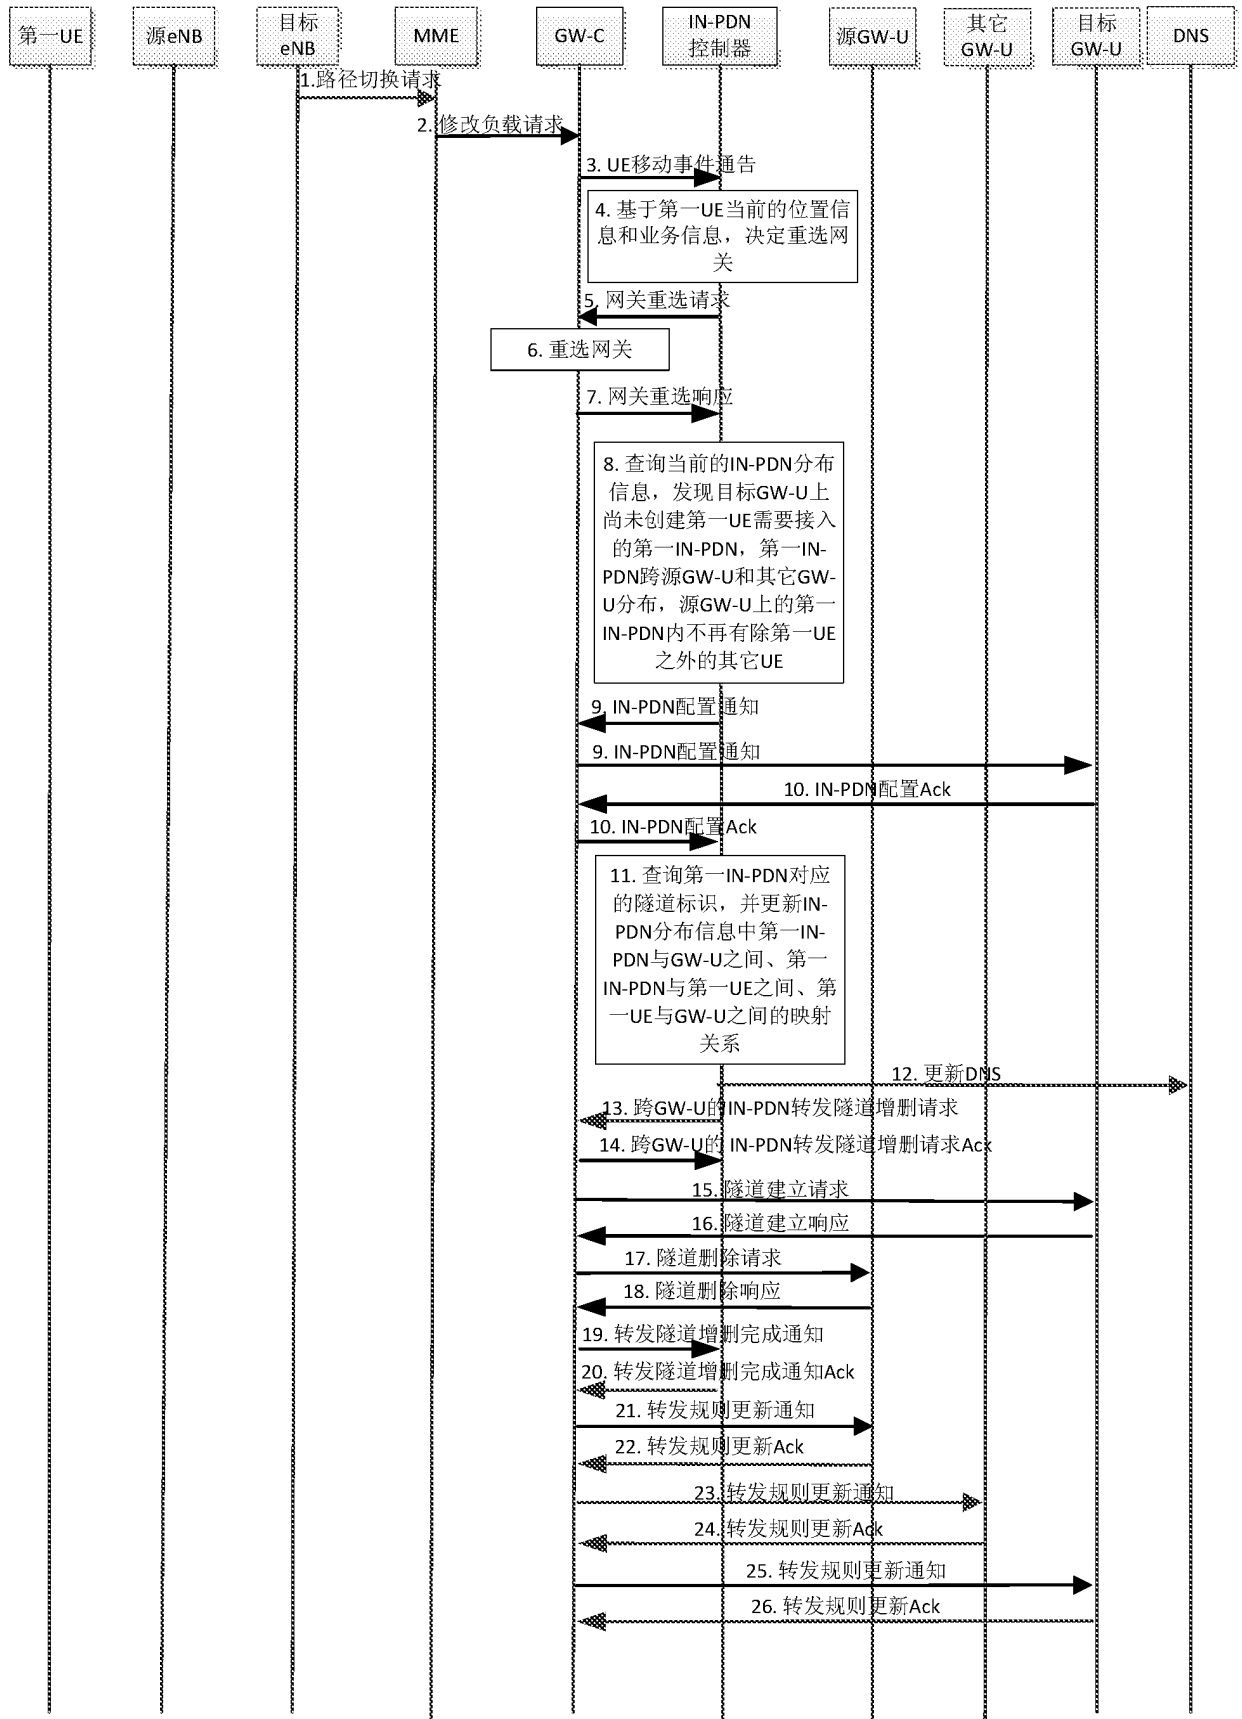 第一UE
源eNB
目标
eNB
MME
GW-C
IN-PDN
控制器
源GW-U
其它
GW-U
目标
GW-U
DNS
1.路径切换请求
2. 修改负载请求
3. UE移动事件通告
4. 基于第一UE当前的位置信
息和业务信息，决定重选网
关
5. 网关重选请求
6. 重选网关
7. 网关重选响应
8. 查询当前的IN-PDN分布
信息，发现目标GW-U上
尚未创建第一UE需要接入
的第一IN-PDN，第一IN-
PDN跨源GW-U和其它GW-
U分布，源GW-U上的第一
IN-PDN内不再有除第一UE
之外的其它UE
9. IN-PDN配置通知
9. IN-PDN配置通知
10. IN-PDN配置Ack
10. IN-PDN配置Ack
11. 查询第一IN-PDN对应
的隧道标识，并更新IN-
PDN分布信息中第一IN-
PDN与GW-U之间、第一
IN-PDN与第一UE之间、第
一UE与GW-U之间的映射
关系
12. 更新DNS
13. 跨GW-U的IN-PDN转发隧道增删请求
14. 跨GW-U的 IN-PDN转发隧道增删请求Ack
15. 隧道建立请求
16. 隧道建立响应
17. 隧道删除请求
18. 隧道删除响应
19. 转发隧道增删完成通知
20. 转发隧道增删完成通知Ack
21. 转发规则更新通知
22. 转发规则更新Ack
23. 转发规则更新通知
24. 转发规则更新Ack
25. 转发规则更新通知
26. 转发规则更新Ack